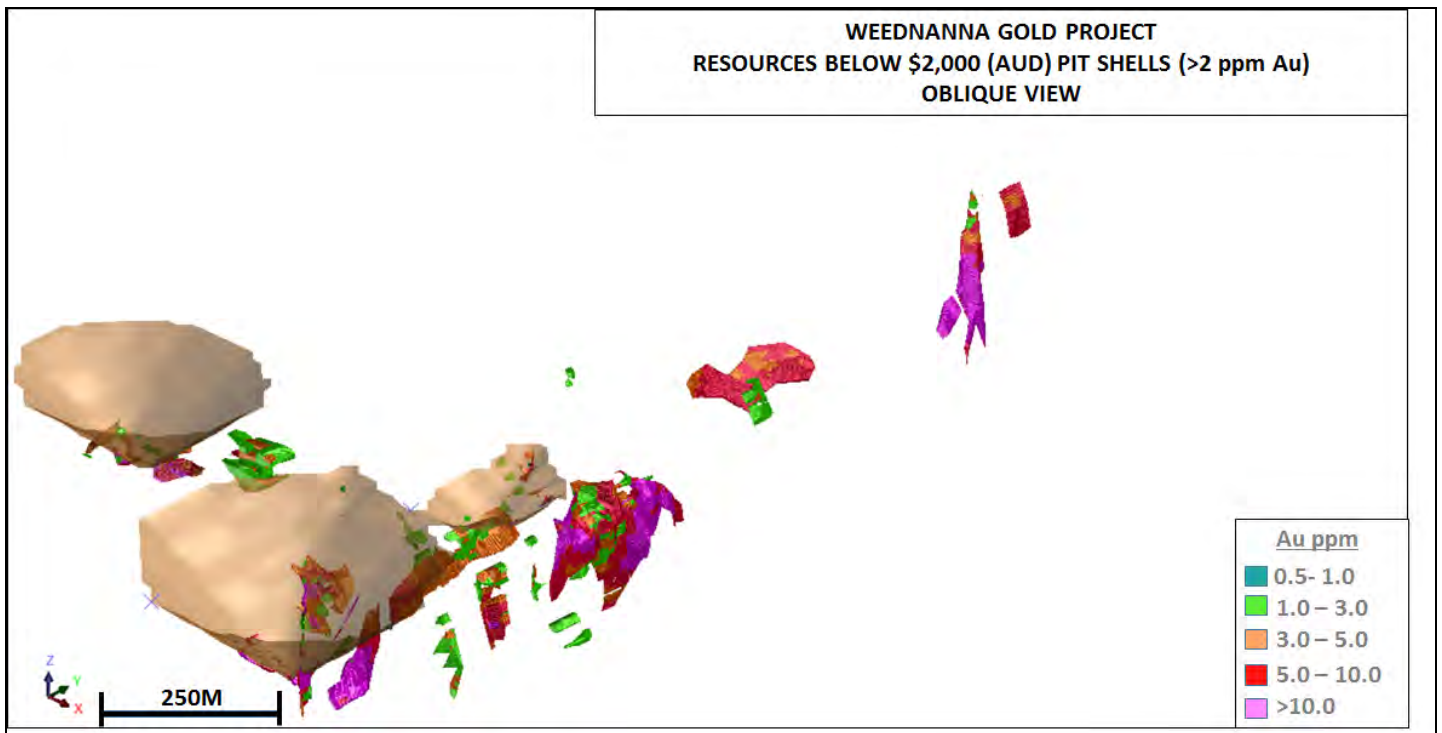 WEEDNANNA GOLD PROJECT
RESOURCES BELOW $2,000 (AUD) PIT SHELLS (>2 ppm Au)
OBLIQUE VIEW
Au ppm
0.5- 1.0
1.0 – 3.0
3.0 – 5.0
5.0 – 10.0
>10.0
Z
Y
X
250M